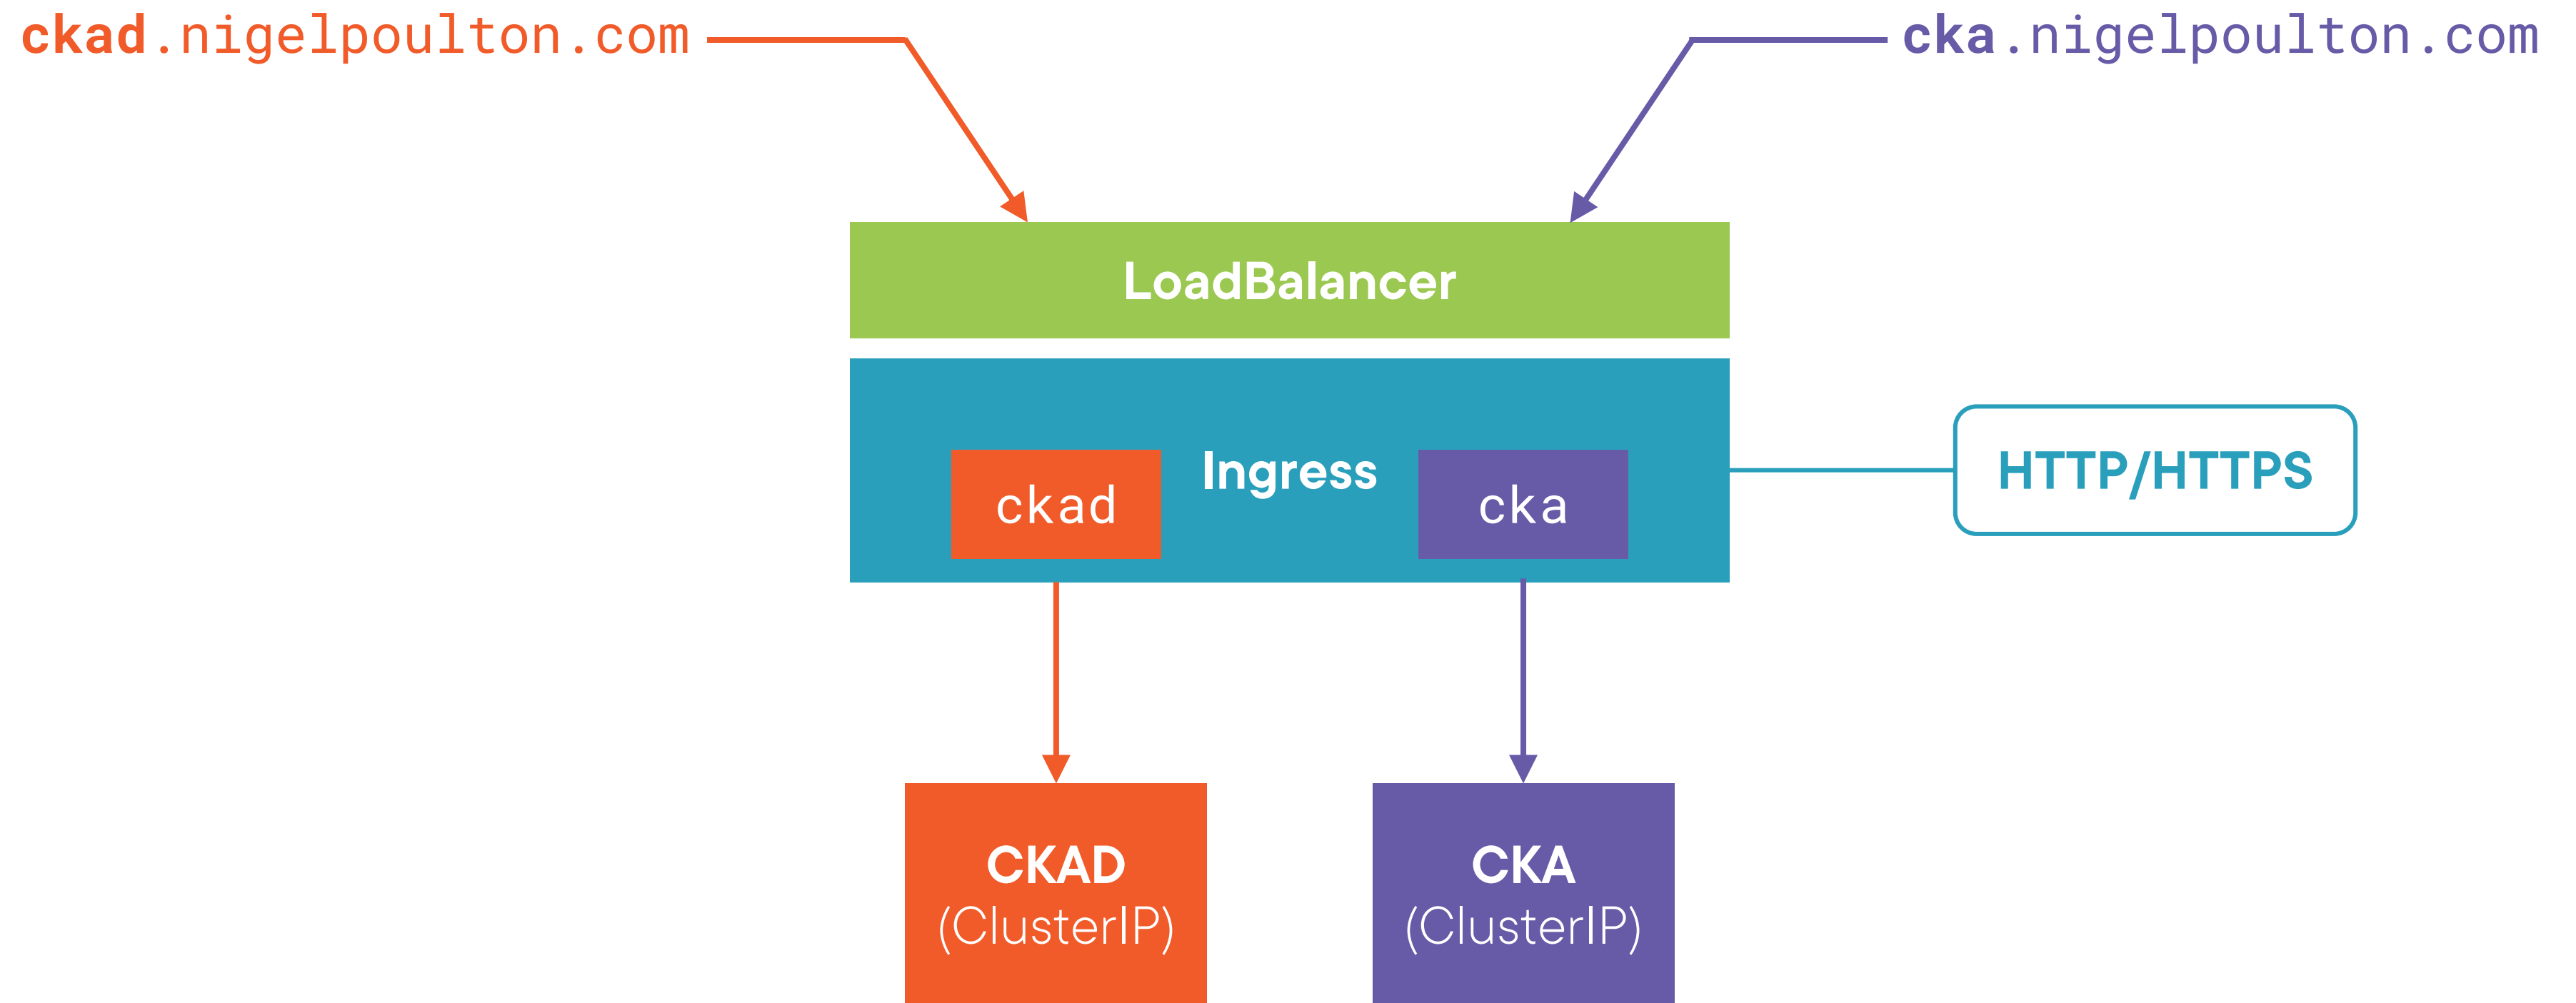 ckad.nigelpoulton.com
cka.nigelpoulton.com
LoadBalancer
Ingress
ckad
cka
HTTP/HTTPS
CKAD
(ClusterIP)
CKA
(ClusterIP)